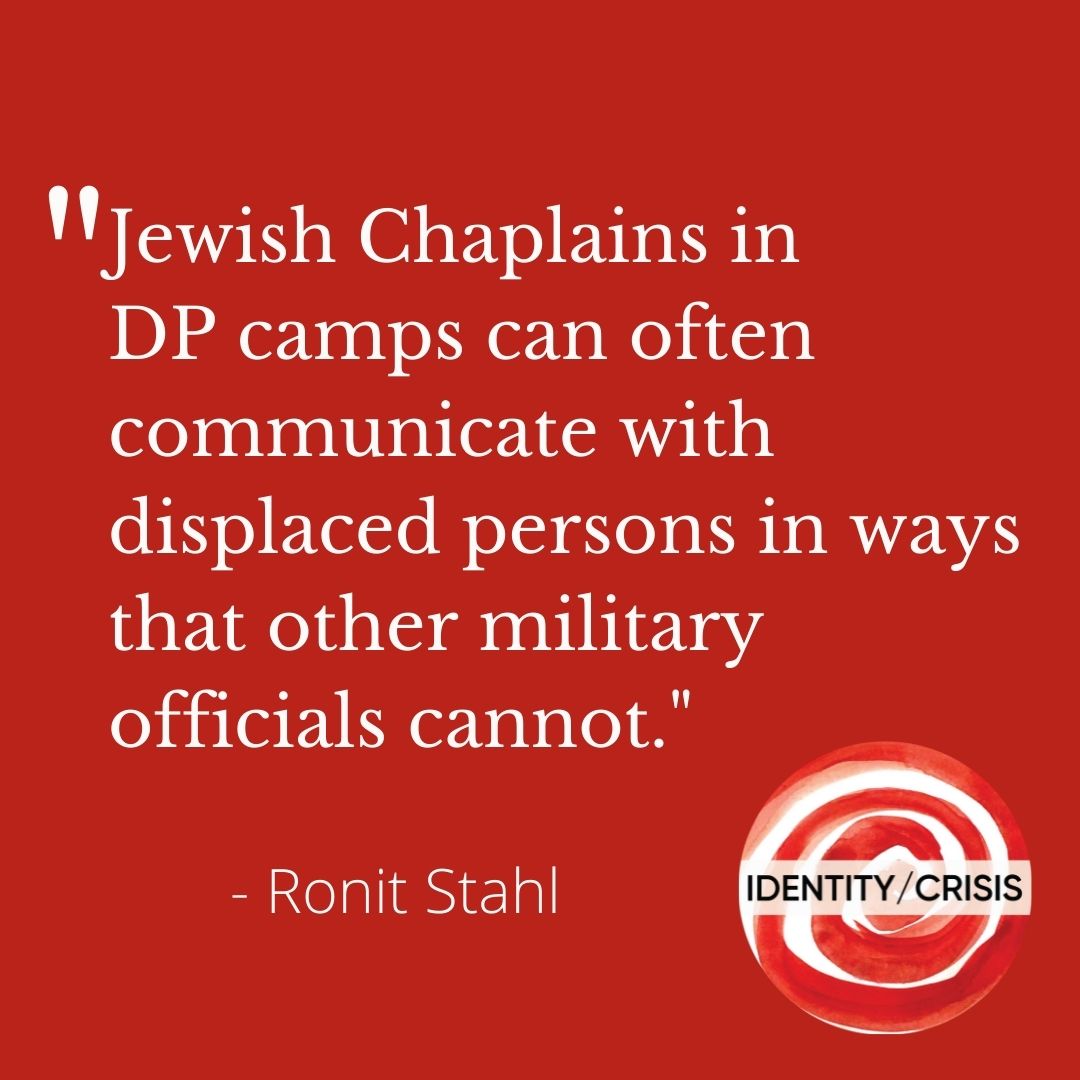 "Jewish Chaplains in
DP camps can often
communicate with
displaced persons in ways
that other military
officials cannot."
- Ronit Stahl
IDENTITY/CRISIS